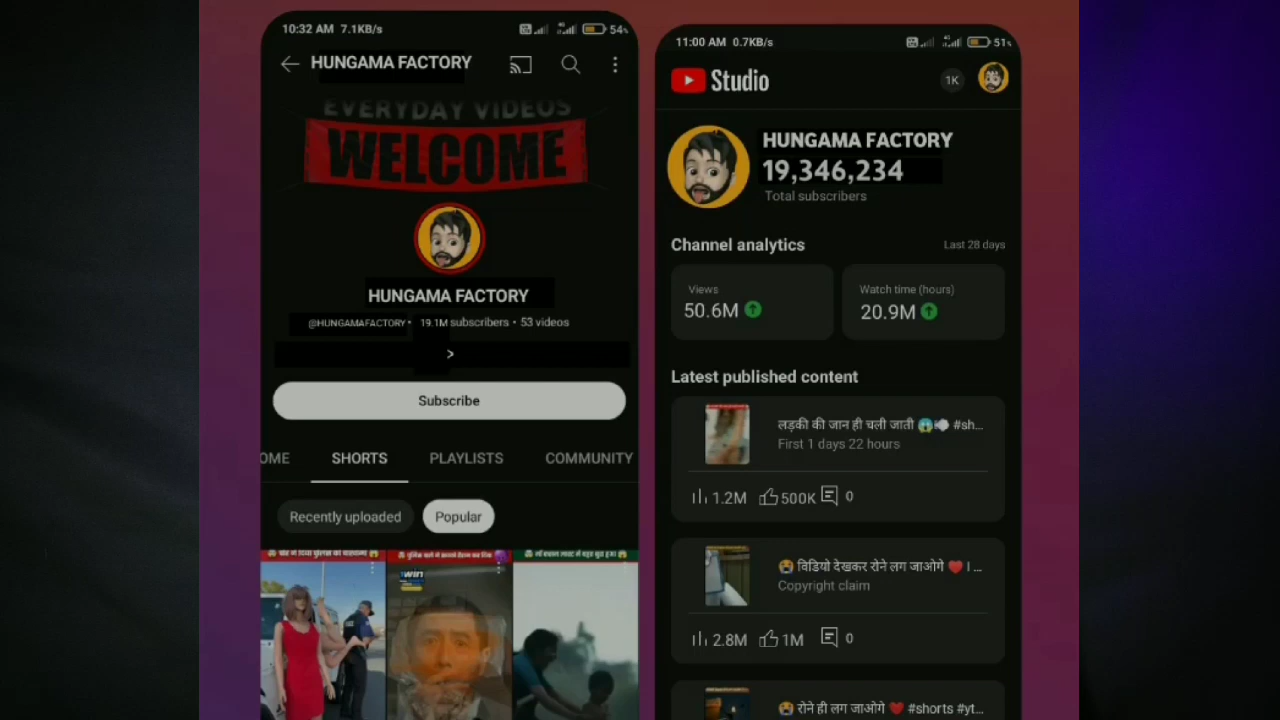 10:32 AM 7.1KB/s
54%
HUNGAMA FACTORY
EVERYDAY VIDEOS
WELCOME
HUNGAMA FACTORY
@HUNGAMAFACTORY • 19.1M subscribers • 53 videos
>
Subscribe
OME SHORTS PLAYLISTS COMMUNITY
Recently uploaded Popular
1win
11:00 AM 0.7KB/s
51%
Studio
1K
HUNGAMA FACTORY
19,346,234
Total subscribers
Channel analytics Last 28 days
Views
50.6M
Watch time (hours)
20.9M
Latest published content
लड़की की जान ही चली जाती 😱💨 #sh...
First 1 days 22 hours
1.2M 500K 0
😭 विडियो देखकर रोने लग जाओगे ❤️ I ...
Copyright claim
2.8M 1M 0
😭 रोने ही लग जाओगे ❤️ #shorts #yt...